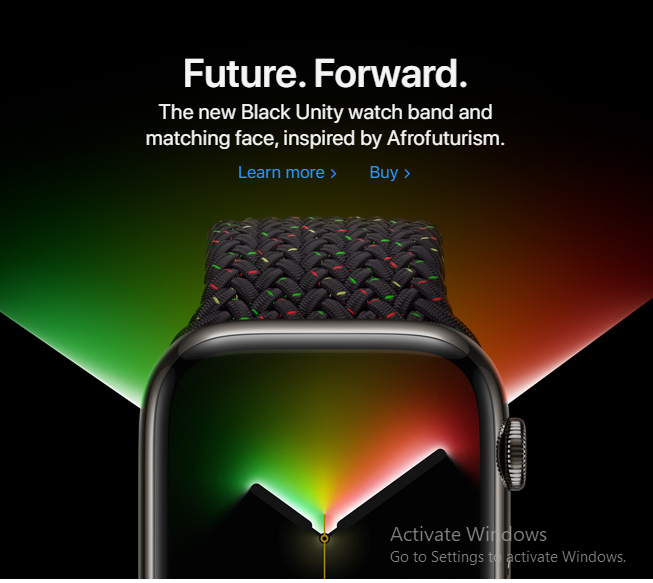 Future. Forward.
The new Black Unity watch band and
matching face, inspired by Afrofuturism.
Learn more > Buy >
Activate Windows
Go to Settings to activate Windows.